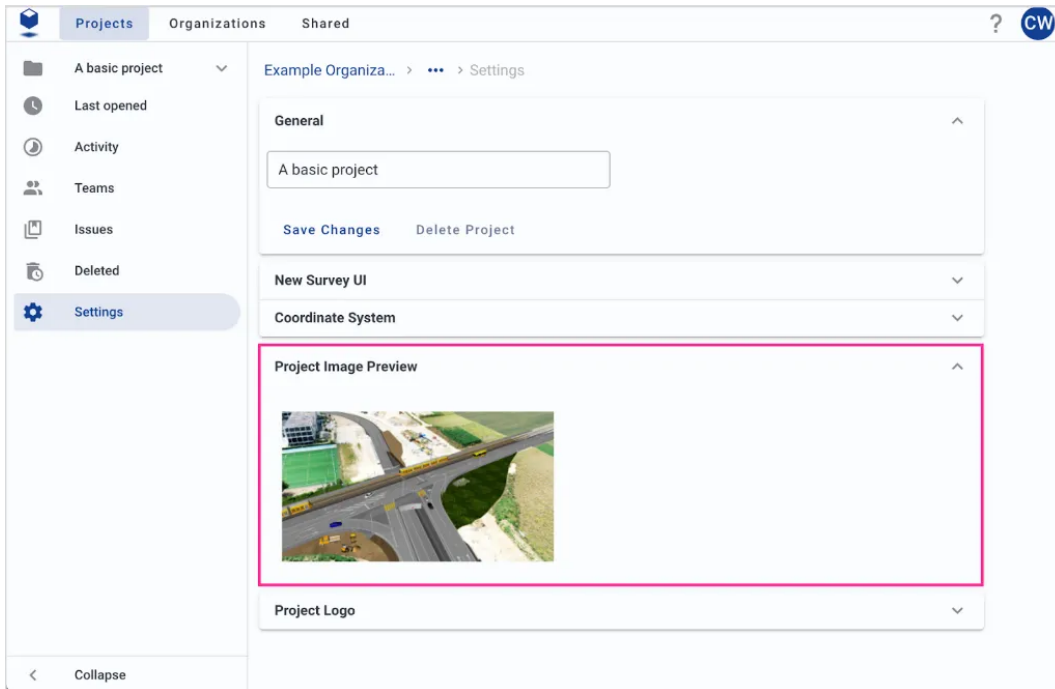 Projects Organizations Shared ? CW
A basic project
Last opened
Activity
Teams
Issues
Deleted
Settings
Collapse
Example Organiza... > ••• > Settings
General
A basic project
Save Changes Delete Project
New Survey UI
Coordinate System
Project Image Preview
Project Logo